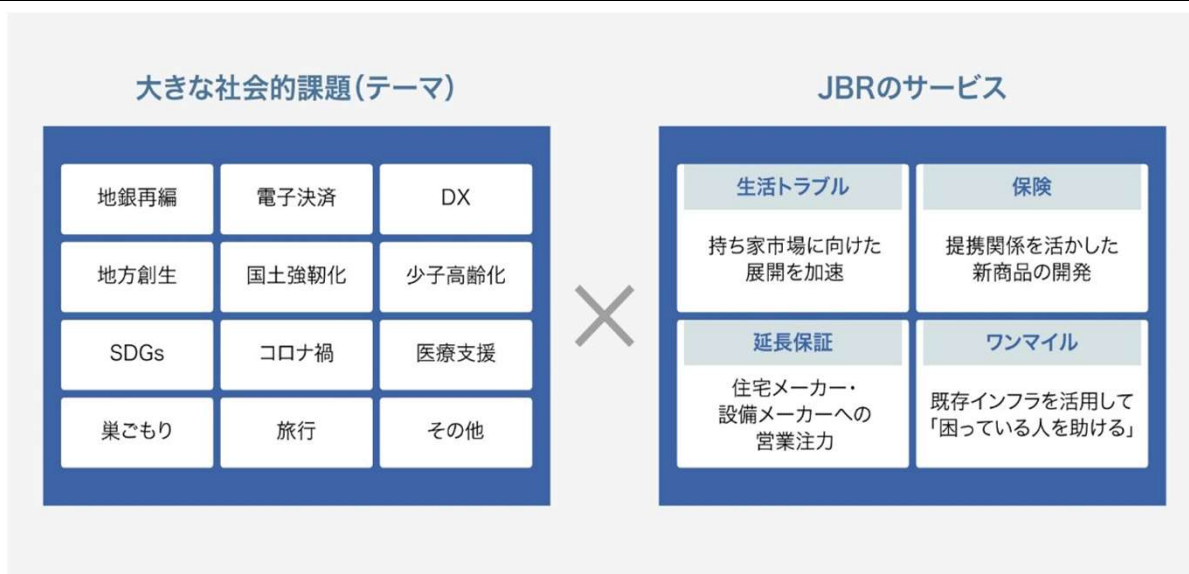 大きな社会的課題（テーマ）
地銀再編
電子決済
DX
地方創生
国土強靭化
少子高齢化
SDGs
コロナ禍
医療支援
巣ごもり
旅行
その他
×
JBRのサービス
生活トラブル
持ち家市場に向けた
展開を加速
保険
提携関係を活かした
新商品の開発
延長保証
住宅メーカー・
設備メーカーへの
営業注力
ワンマイル
既存インフラを活用して
「困っている人を助ける」